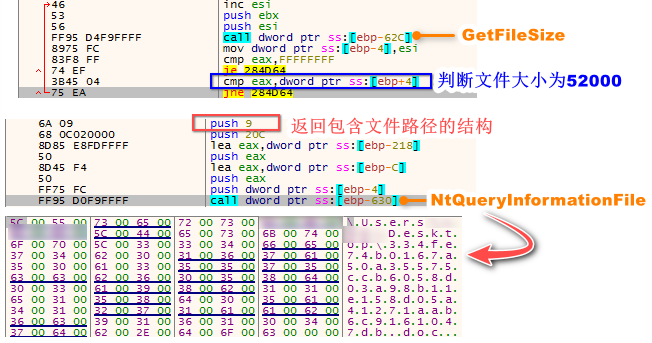 46 inc esi
53 push ebx
56 push esi
FF95 D4F9FFFF call dword ptr ss:[ebp-62C] GetFileSize
8975 FC mov dword ptr ss:[ebp-4],esi
83F8 FF cmp eax,FFFFFFFF
74 EF je 284D64
3B45 04 cmp eax,dword ptr ss:[ebp+4] 判断文件大小为52000
75 EA jne 284D64
6A 09 push 9 返回包含文件路径的结构
68 0C020000 push 20C
8D85 E8FDFFFF lea eax,dword ptr ss:[ebp-218]
50 push eax
8D45 F4 lea eax,dword ptr ss:[ebp-C]
50 push eax
FF75 FC push dword ptr ss:[ebp-4]
FF95 D0F9FFFF call dword ptr ss:[ebp-630] NtQueryInformationFile
5C 00 55 00 73 00 65 00 72 00 73 00 \.U.s.e.r.s
5C 00 44 00 65 00 73 00 6B 00 74 00 D.e.s.k.t.
6F 00 70 00 5C 00 33 00 33 00 34 00 66 00 65 00 o.p.\.3.3.4.f.e.
37 00 34 00 62 00 30 00 31 00 36 00 37 00
35 00 30 00 61 00 33 00 35 00 35 00 37 00 35 00 5.0.a.3.5.5.7.5.
63 00 63 00 62 00 36 00 30 00 35 00 38 00 64 00 c.c.b.6.0.5.8.d.
30 00 33 00 61 00 39 00 38 00 62 00 31 00 31 00 0.3.a.9.8.b.1.1.
65 00 31 00 35 00 38 00 64 00 30 00 35 00 61 00 e.1.5.8.d.0.5.a.
34 00 31 00 32 00 37 00 31 00 61 00 61 00 62 00 4.1.2.7.1.a.a.b.
36 00 63 00 39 00 31 00 36 00 31 00 30 00 34 00 6.c.9.1.6.1.0.4.
37 00 64 00 62 00 2E 00 64 00 6F 00 63 00 00 00 7.d.b...d.o.c...